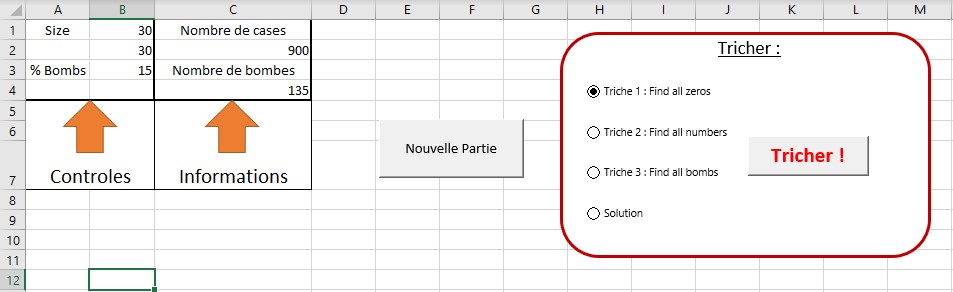 A B C D E F G H I J K L M
1 Size 30 Nombre de cases
2 30 900
3 % Bombs 15 Nombre de bombes
4 135
5
6
7 Controles Informations
8
9
10
11
12
Nouvelle Partie
Tricher :
Triche 1 : Find all zeros
Triche 2 : Find all numbers
Triche 3 : Find all bombs
Solution
Tricher !